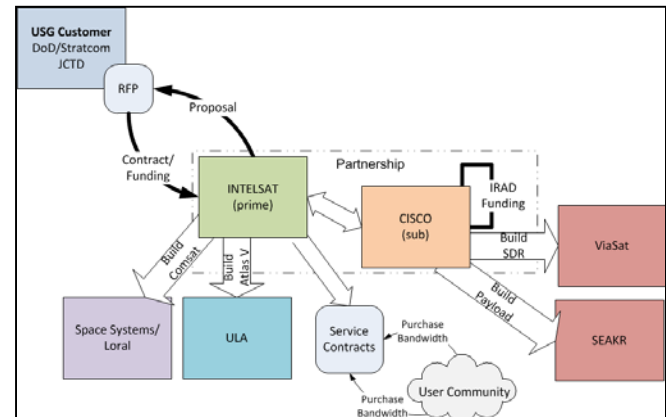 USG Customer
DoD/Stratcom
JCTD
RFP
Proposal
Contract/
Funding
Partnership
INTELSAT
(prime)
IRAD
Funding
CISCO
(sub)
Build
SDR
ViaSat
Build
Comsat
Build
Atlas V
Build
Payload
Space Systems/
Loral
ULA
Service
Contracts
Purchase
Bandwidth
SEAKR
User Community
Purchase
Bandwidth